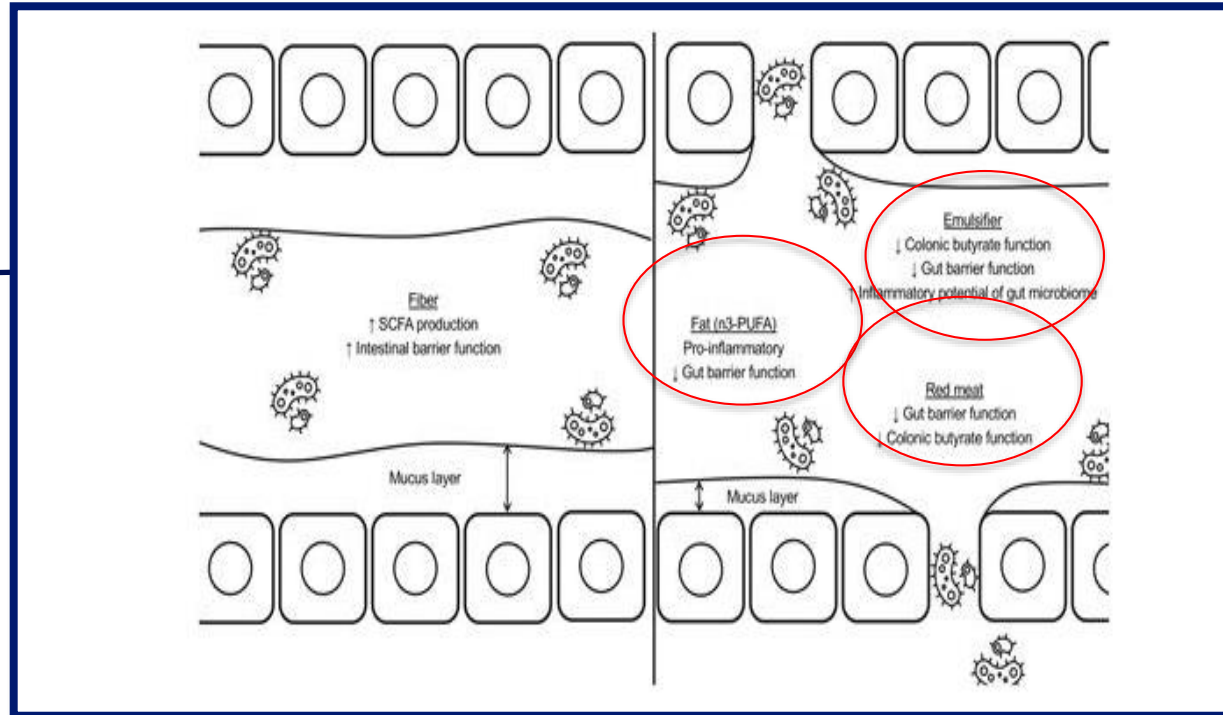 Fiber
↑ SCFA production
↑ Intestinal barrier function
Mucus layer
Emulsifier
↓ Colonic butyrate function
↓ Gut barrier function
↑ Inflammatory potential of gut microbiome
Fat (n3-PUFA)
Pro-inflammatory
↓ Gut barrier function
Red meat
↓ Gut barrier function
↓ Colonic butyrate function
Mucus layer